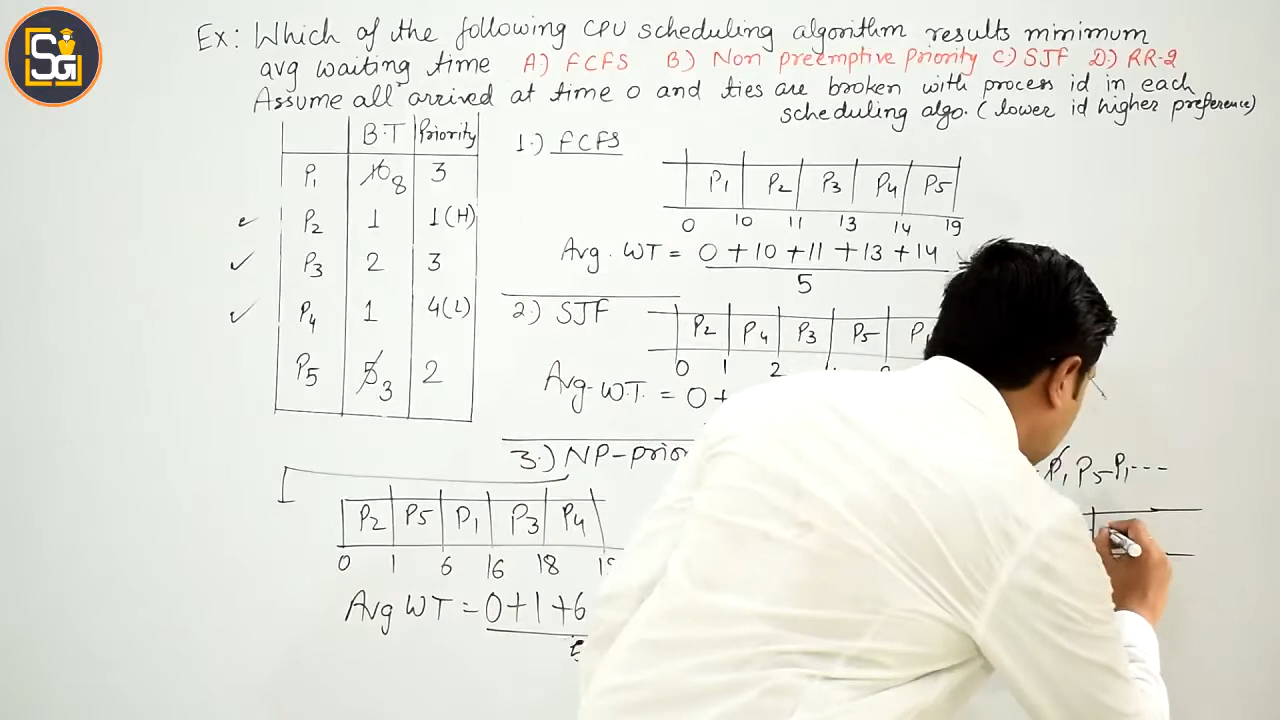 SG
Ex: Which of the following CPU scheduling algorithm results minimum
avg waiting time A) FCFS B) Non preemptive Priority C) SJF D) RR-2
Assume all arrived at time 0 and ties are broken with process id in each
scheduling algo. (lower id higher preference)
B.T Priority
P1 10 8 3
P2 1 1(H)
P3 2 3
P4 1 4(L)
P5 5 3 2
1.) FCFS
P1 P2 P3 P4 P5
0 10 11 13 14 19
Avg. WT = 0 + 10 + 11 + 13 + 14
5
2.) SJF
P2 P4 P3 P5
0 1 2
Avg. W.T. = 0 +
3.) NP-prior
P2 P5 P1 P3 P4
0 1 6 16 18
Avg WT = 0+1+6
P1 P5 P1 ---